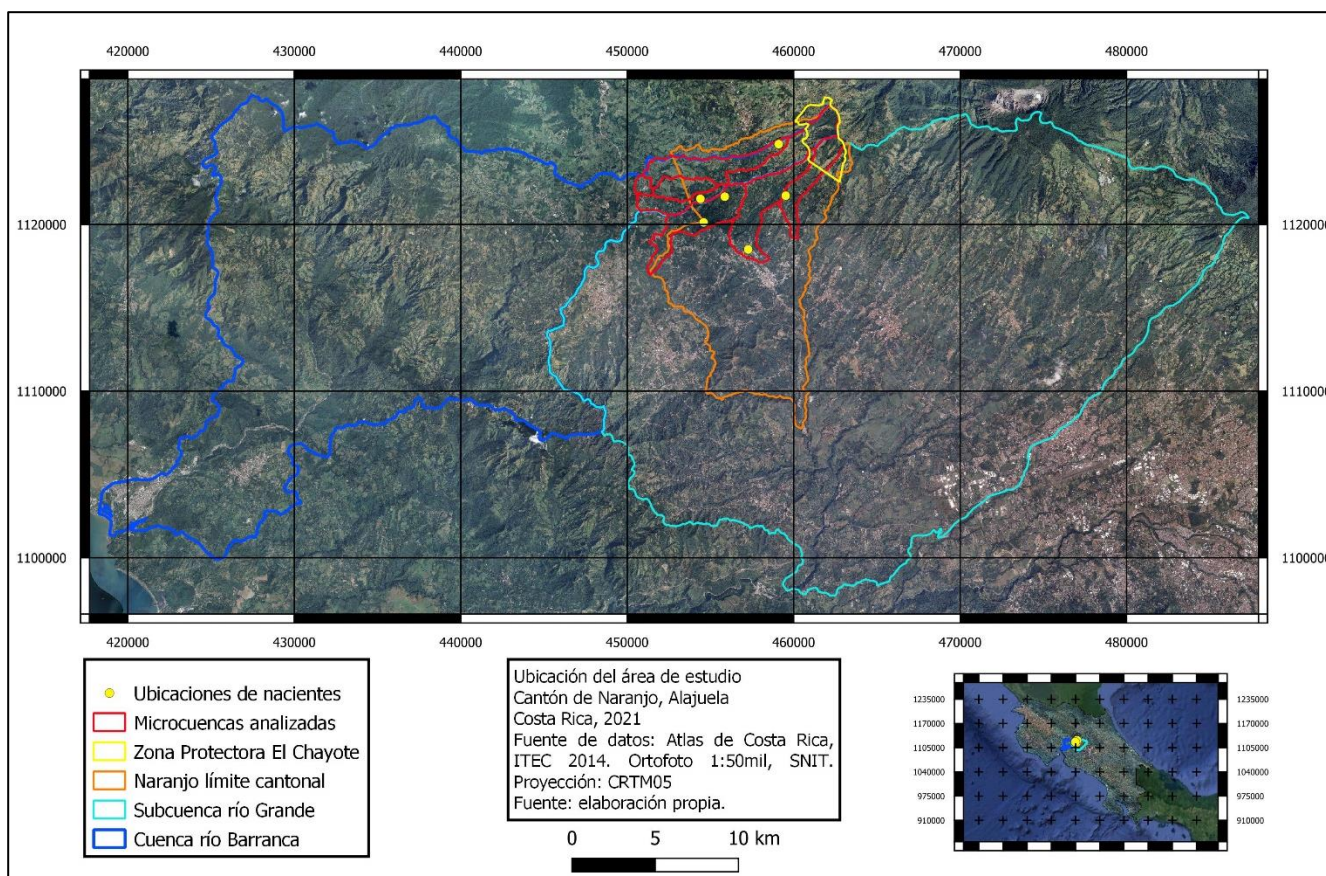 420000 430000 440000 450000 460000 470000 480000
1120000 1120000
1110000 1110000
1100000 1100000
420000 430000 440000 450000 460000 470000 480000
Ubicaciones de nacientes
Microcuencas analizadas
Zona Protectora El Chayote
Naranjo límite cantonal
Subcuenca río Grande
Cuenca río Barranca
Ubicación del área de estudio
Cantón de Naranjo, Alajuela
Costa Rica, 2021
Fuente de datos: Atlas de Costa Rica,
ITEC 2014. Ortofoto 1:50mil, SNIT.
Proyección: CRTM05
Fuente: elaboración propia.
0 5 10 km
1235000 1235000
1170000 1170000
1105000 1105000
1040000 1040000
975000 975000
910000 910000